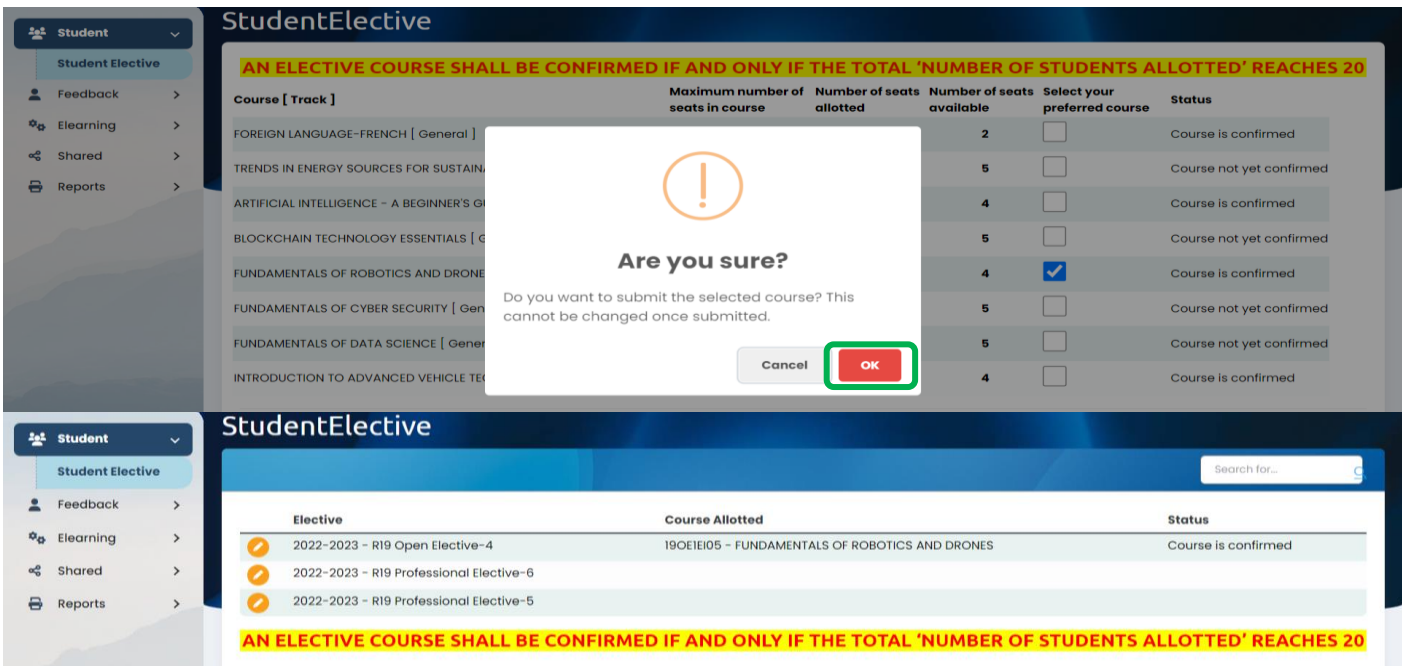 StudentElective
Student
Student Elective
Feedback
Elearning
Shared
Reports
AN ELECTIVE COURSE SHALL BE CONFIRMED IF AND ONLY IF THE TOTAL ‘NUMBER OF STUDENTS ALLOTTED’ REACHES 20
Course [ Track ] Maximum number of seats in course Number of seats allotted Number of seats available Select your preferred course Status
FOREIGN LANGUAGE-FRENCH [ General ] 2 Course is confirmed
TRENDS IN ENERGY SOURCES FOR 5 Course not yet confirmed
ARTIFICIAL INTELLIGENCE - A BEGINNER'S 4 Course is confirmed
BLOCKCHAIN TECHNOLOGY ESSENTIALS [ 5 Course not yet confirmed
FUNDAMENTALS OF ROBOTICS AND DRONE 4 Course is confirmed
FUNDAMENTALS OF CYBER SECURITY [ Gen 5 Course not yet confirmed
FUNDAMENTALS OF DATA SCIENCE [ Gener 5 Course not yet confirmed
INTRODUCTION TO ADVANCED VEHICLE 4 Course is confirmed
Are you sure?
Do you want to submit the selected course? This
cannot be changed once submitted.
Cancel OK
StudentElective
Student
Student Elective
Feedback
Elearning
Shared
Reports
Search for...
Elective Course Allotted Status
2022-2023 - R19 Open Elective-4 19OE1EI05 - FUNDAMENTALS OF ROBOTICS AND DRONES Course is confirmed
2022-2023 - R19 Professional Elective-6
2022-2023 - R19 Professional Elective-5
AN ELECTIVE COURSE SHALL BE CONFIRMED IF AND ONLY IF THE TOTAL ‘NUMBER OF STUDENTS ALLOTTED’ REACHES 20